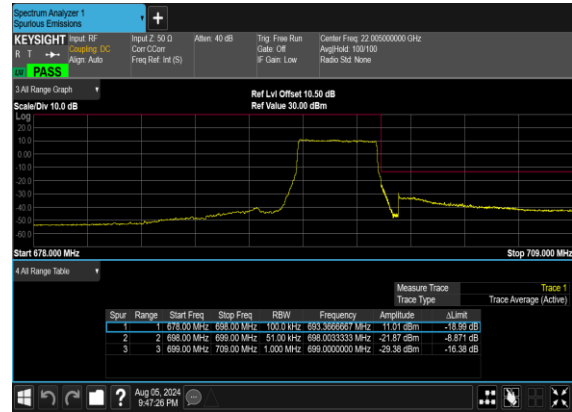 Spectrum Analyzer 1
Spurious Emissions
+
KEYSIGHT Input: RF Input Z: 50 Ω Atten: 40 dB Trig: Free Run Center Freq: 22.005000000 GHz
R T Coupling: DC Corr CCorr Gate: Off Avg|Hold: 100/100
Align: Auto Freq Ref: Int (S) IF Gain: Low Radio Std: None
PASS
3 All Range Graph
Ref Lvl Offset 10.50 dB
Scale/Div 10.0 dB Ref Value 30.00 dBm
Log
20.0
10.0
0.00
-10.0
-20.0
-30.0
-40.0
-50.0
-60.0
Start 678.000 MHz Stop 709.000 MHz
4 All Range Table
Measure Trace Trace 1
Trace Type Trace Average (Active)
Spur Range Start Freq Stop Freq RBW Frequency Amplitude ΔLimit
1 1 678.00 MHz 698.00 MHz 100.0 kHz 693.3666667 MHz 11.01 dBm -18.99 dB
2 2 698.00 MHz 699.00 MHz 51.00 kHz 698.0033333 MHz -21.87 dBm -8.871 dB
3 3 699.00 MHz 709.00 MHz 1.000 MHz 699.0000000 MHz -29.38 dBm -16.38 dB
? Aug 05, 2024
9:47:26 PM